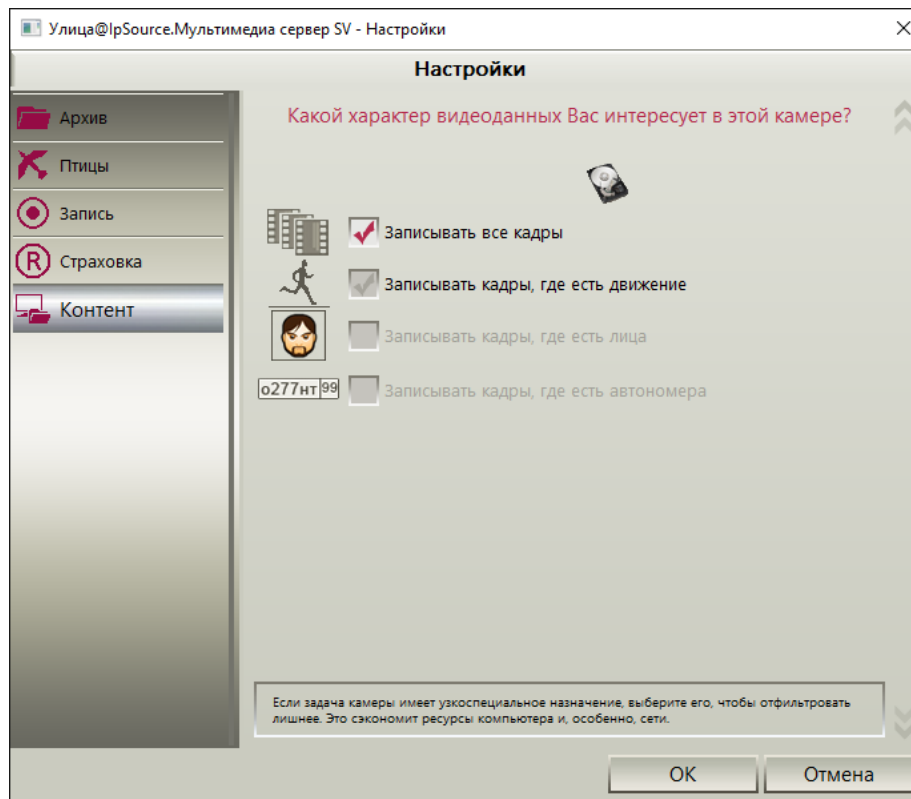 Улица@IpSource.Мультимедиа сервер SV - Настройки
Настройки
Архив
Птицы
Запись
Страховка
Контент
Какой характер видеоданных Вас интересует в этой камере?
Записывать все кадры
Записывать кадры, где есть движение
Записывать кадры, где есть лица
о277нт 99
Записывать кадры, где есть автономера
Если задача камеры имеет узкоспециальное назначение, выберите его, чтобы отфильтровать
лишнее. Это сэкономит ресурсы компьютера и, особенно, сети.
ОК
Отмена